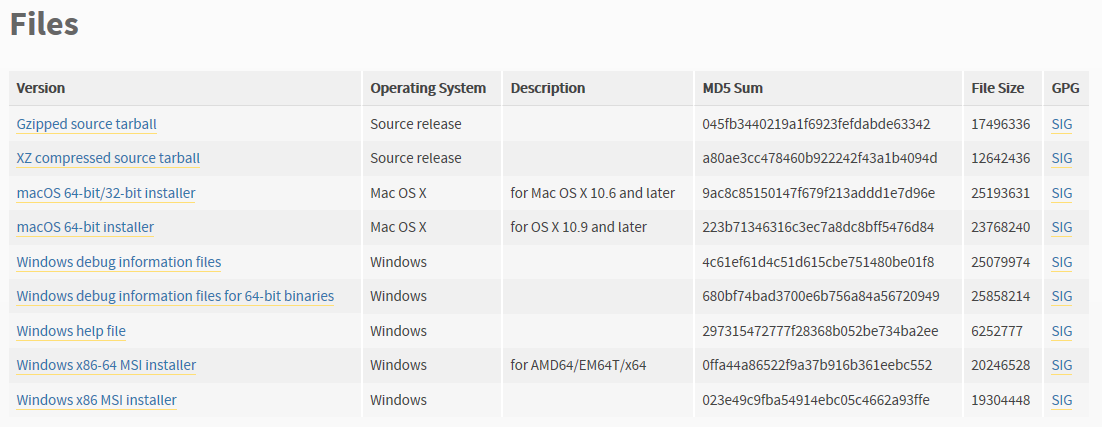 Files
Version Operating System Description MD5 Sum File Size GPG
Gzipped source tarball Source release 045fb3440219a1f6923fefdabde63342 17496336 SIG
XZ compressed source tarball Source release a80ae3cc478460b922242f43a1b4094d 12642436 SIG
macOS 64-bit/32-bit installer Mac OS X for Mac OS X 10.6 and later 9ac8c85150147f679f213addd1e7d96e 25193631 SIG
macOS 64-bit installer Mac OS X for OS X 10.9 and later 223b71346316c3ec7a8dc8bff5476d84 23768240 SIG
Windows debug information files Windows 4c61ef61d4c51d615cbe751480be01f8 25079974 SIG
Windows debug information files for 64-bit binaries Windows 680bf74bad3700e6b756a84a56720949 25858214 SIG
Windows help file Windows 297315472777f28368b052be734ba2ee 6252777 SIG
Windows x86-64 MSI installer Windows for AMD64/EM64T/x64 0ffa44a86522f9a37b916b361eebc552 20246528 SIG
Windows x86 MSI installer Windows 023e49c9fba54914ebc05c4662a93ffe 19304448 SIG